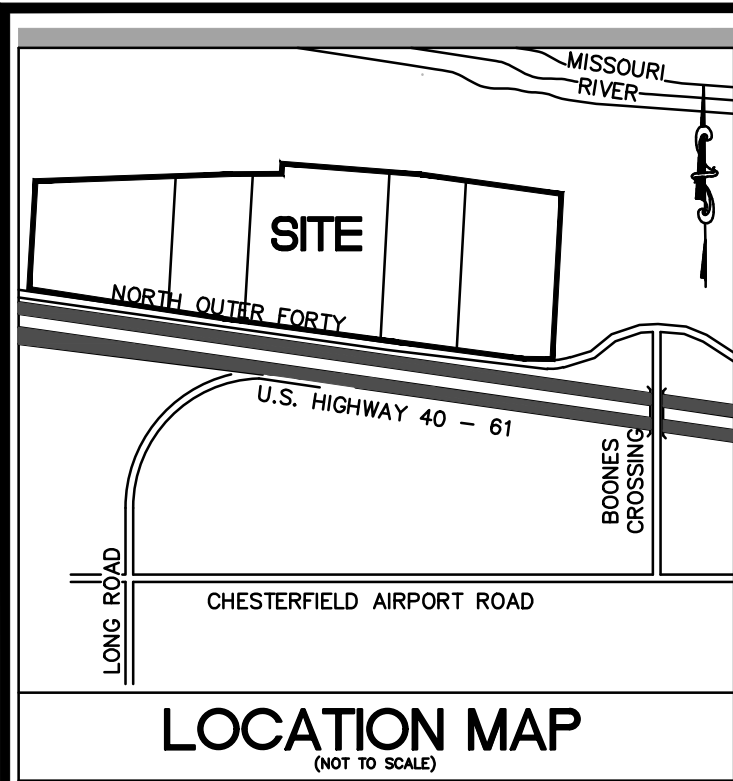 MISSOURI
RIVER
SITE
NORTH OUTER FORTY
U.S. HIGHWAY 40 - 61
BOONES
CROSSING
LONG ROAD
CHESTERFIELD AIRPORT ROAD
LOCATION MAP
(NOT TO SCALE)